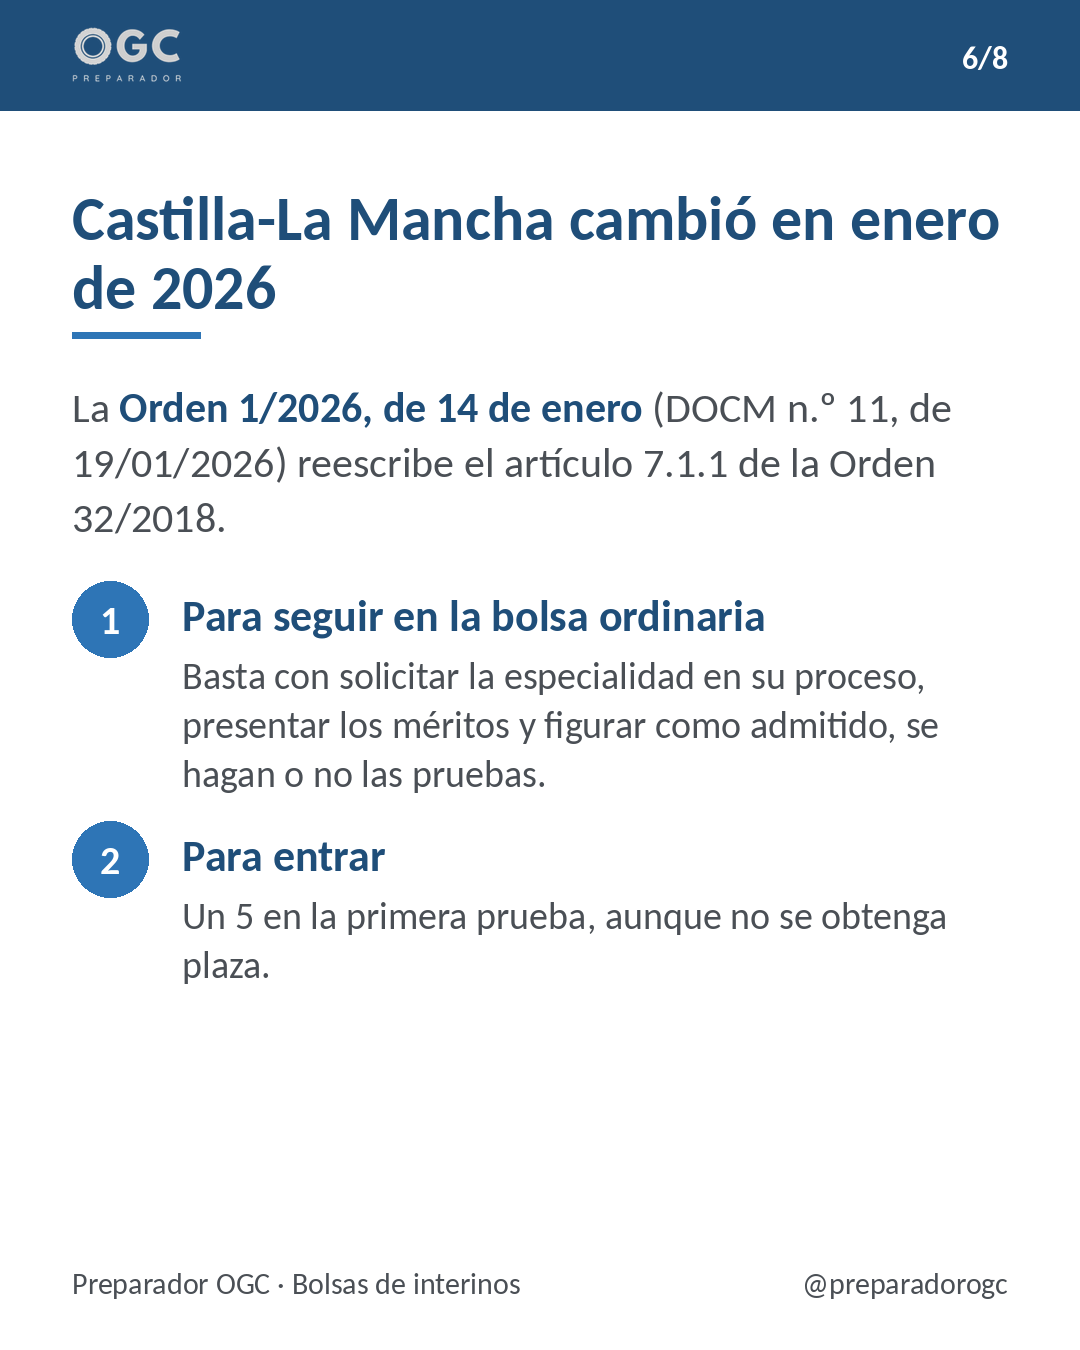 OGC
PREPARADOR
6/8
Castilla-La Mancha cambió en enero
de 2026
La Orden 1/2026, de 14 de enero (DOCM n.º 11, de
19/01/2026) reescribe el artículo 7.1.1 de la Orden
32/2018.
1
Para seguir en la bolsa ordinaria
Basta con solicitar la especialidad en su proceso,
presentar los méritos y figurar como admitido, se
hagan o no las pruebas.
2
Para entrar
Un 5 en la primera prueba, aunque no se obtenga
plaza.
Preparador OGC · Bolsas de interinos
@preparadorogc